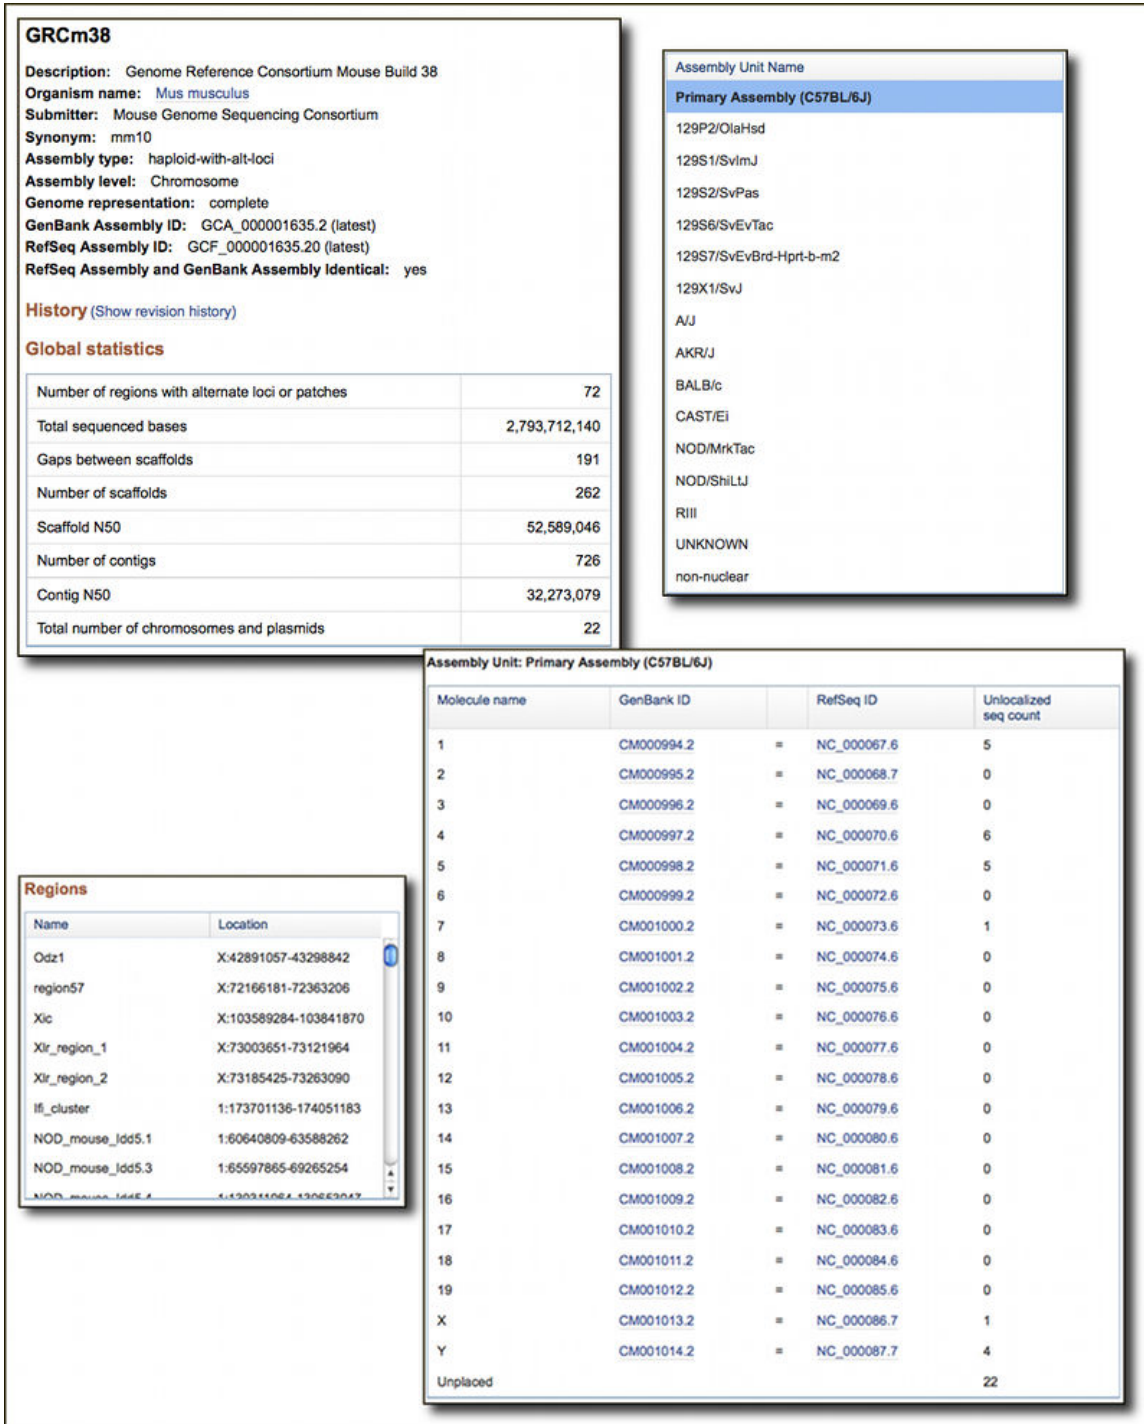 GRCm38
Description: Genome Reference Consortium Mouse Build 38
Organism name: Mus musculus
Submitter: Mouse Genome Sequencing Consortium
Synonym: mm10
Assembly type: haploid-with-alt-loci
Assembly level: Chromosome
Genome representation: complete
GenBank Assembly ID: GCA_000001635.2 (latest)
RefSeq Assembly ID: GCF_000001635.20 (latest)
RefSeq Assembly and GenBank Assembly Identical: yes
History (Show revision history)
Global statistics
Number of regions with alternate loci or patches 72
Total sequenced bases 2,793,712,140
Gaps between scaffolds 191
Number of scaffolds 262
Scaffold N50 52,589,046
Number of contigs 726
Contig N50 32,273,079
Total number of chromosomes and plasmids 22
Assembly Unit Name
Primary Assembly (C57BL/6J)
129P2/OlaHsd
129S1/SvImJ
129S2/SvPas
129S6/SvEvTac
129S7/SvEvBrd-Hprt-b-m2
129X1/SvJ
A/J
AKR/J
BALB/c
CAST/Ei
NOD/MrkTac
NOD/ShiLtJ
RIII
UNKNOWN
non-nuclear
Assembly Unit: Primary Assembly (C57BL/6J)
Molecule name GenBank ID RefSeq ID Unlocalized
seq count
1 CM000994.2 = NC_000067.6 5
2 CM000995.2 = NC_000068.7 0
3 CM000996.2 = NC_000069.6 0
4 CM000997.2 = NC_000070.6 6
5 CM000998.2 = NC_000071.6 5
6 CM000999.2 = NC_000072.6 0
7 CM001000.2 = NC_000073.6 1
8 CM001001.2 = NC_000074.6 0
9 CM001002.2 = NC_000075.6 0
10 CM001003.2 = NC_000076.6 0
11 CM001004.2 = NC_000077.6 0
12 CM001005.2 = NC_000078.6 0
13 CM001006.2 = NC_000079.6 0
14 CM001007.2 = NC_000080.6 0
15 CM001008.2 = NC_000081.6 0
16 CM001009.2 = NC_000082.6 0
17 CM001010.2 = NC_000083.6 0
18 CM001011.2 = NC_000084.6 0
19 CM001012.2 = NC_000085.6 0
X CM001013.2 = NC_000086.7 1
Y CM001014.2 = NC_000087.7 4
Unplaced 22
Regions
Name Location
Odz1 X:42891057-43298842
region57 X:72166181-72363206
Xic X:103589284-103841870
Xlr_region_1 X:73003651-73121964
Xlr_region_2 X:73185425-73263090
Ifi_cluster 1:173701136-174051183
NOD_mouse_Idd5.1 1:60640809-63588262
NOD_mouse_Idd5.3 1:65597865-69265254